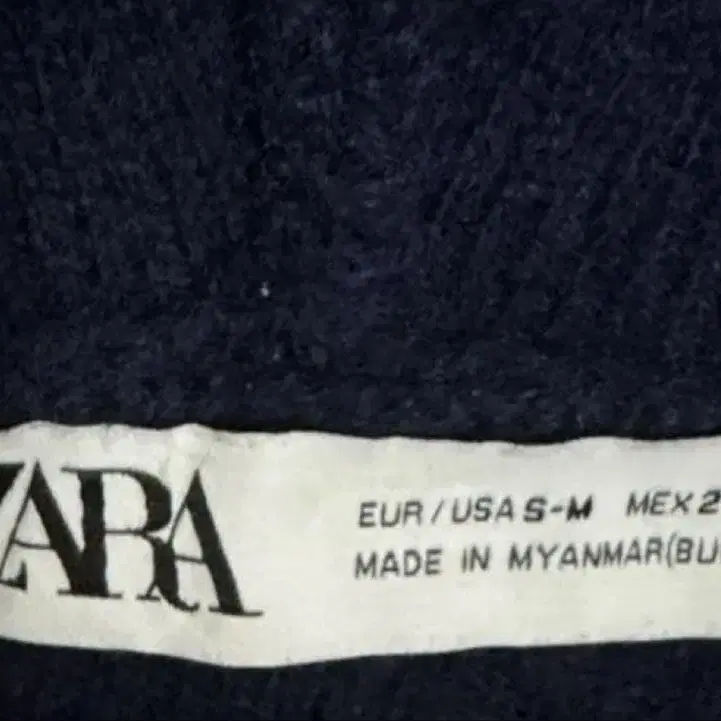 ZARA
EUR/USA S-M MEX 2
MADE IN MYANMAR(BU